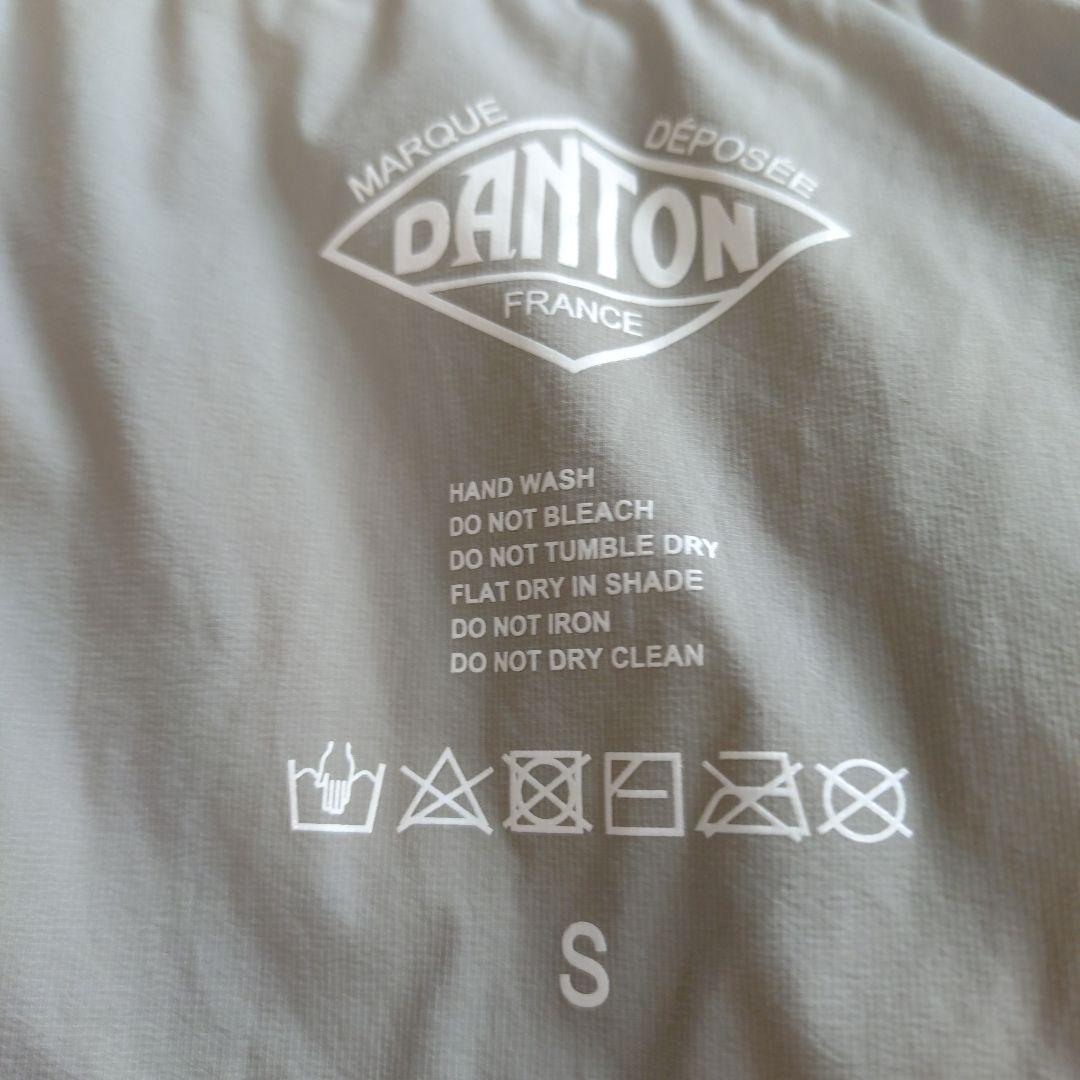 MARQUE DÉPOSÉE
DANTON
FRANCE
HAND WASH
DO NOT BLEACH
DO NOT TUMBLE DRY
FLAT DRY IN SHADE
DO NOT IRON
DO NOT DRY CLEAN
S